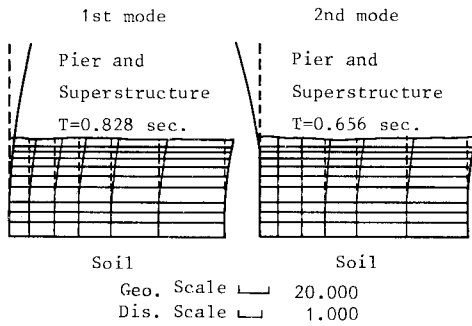 1st mode
2nd mode
Pier and
Superstructure
T=0.828 sec.
Pier and
Superstructure
T=0.656 sec.
Soil
Soil
Geo. Scale 20.000
Dis. Scale 1.000